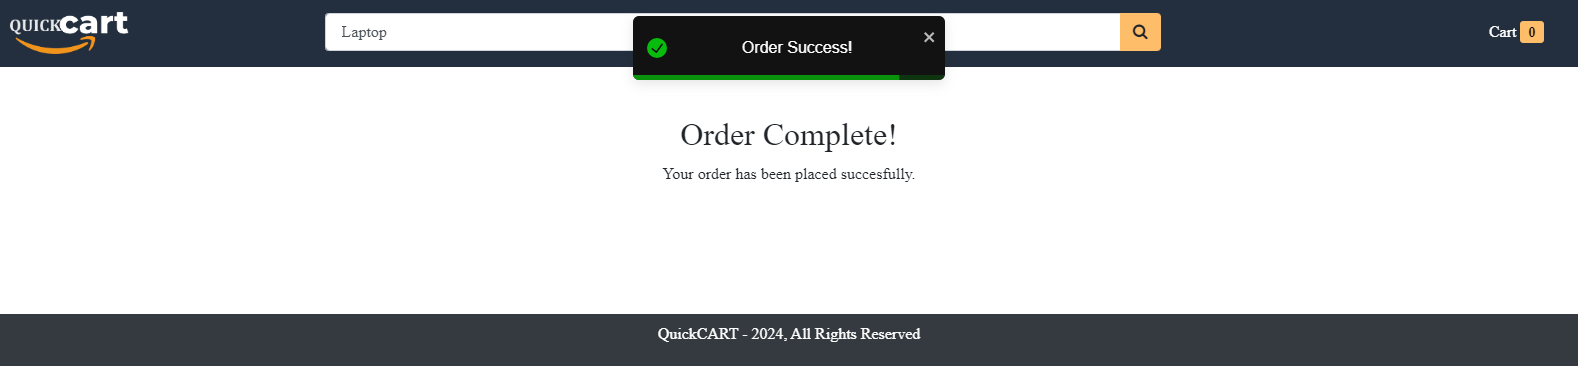 QUICKcart
Laptop
Order Success!
Cart 0
Order Complete!
Your order has been placed succesfully.
QuickCART - 2024, All Rights Reserved